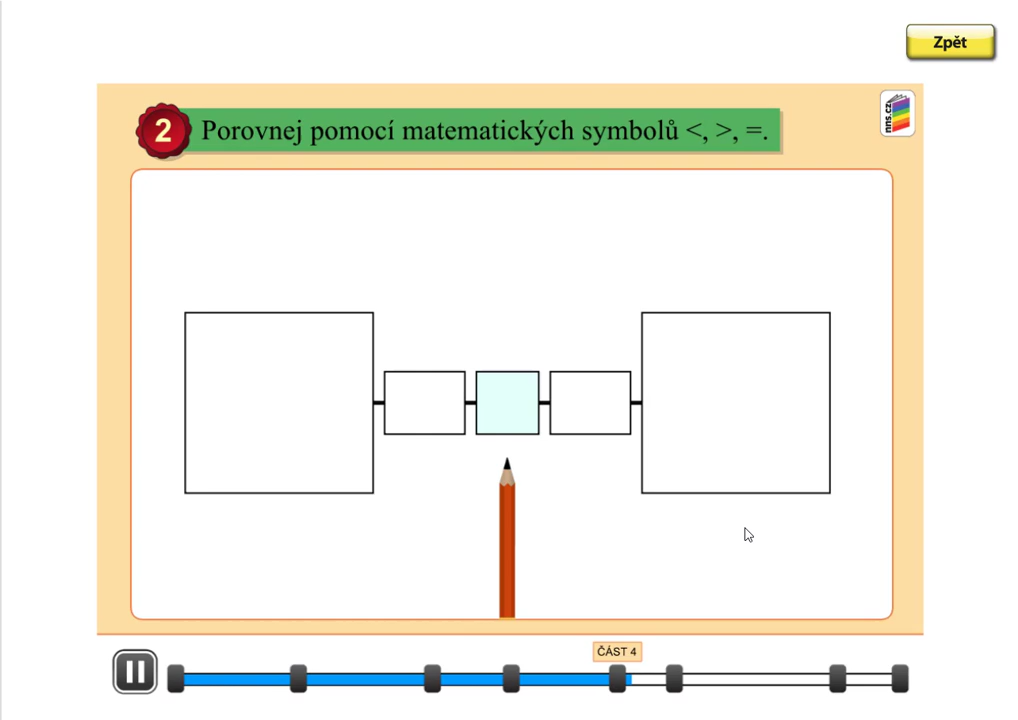 Zpět
2 Porovnej pomocí matematických symbolů <, >, =.
nns.cz
ČÁST 4